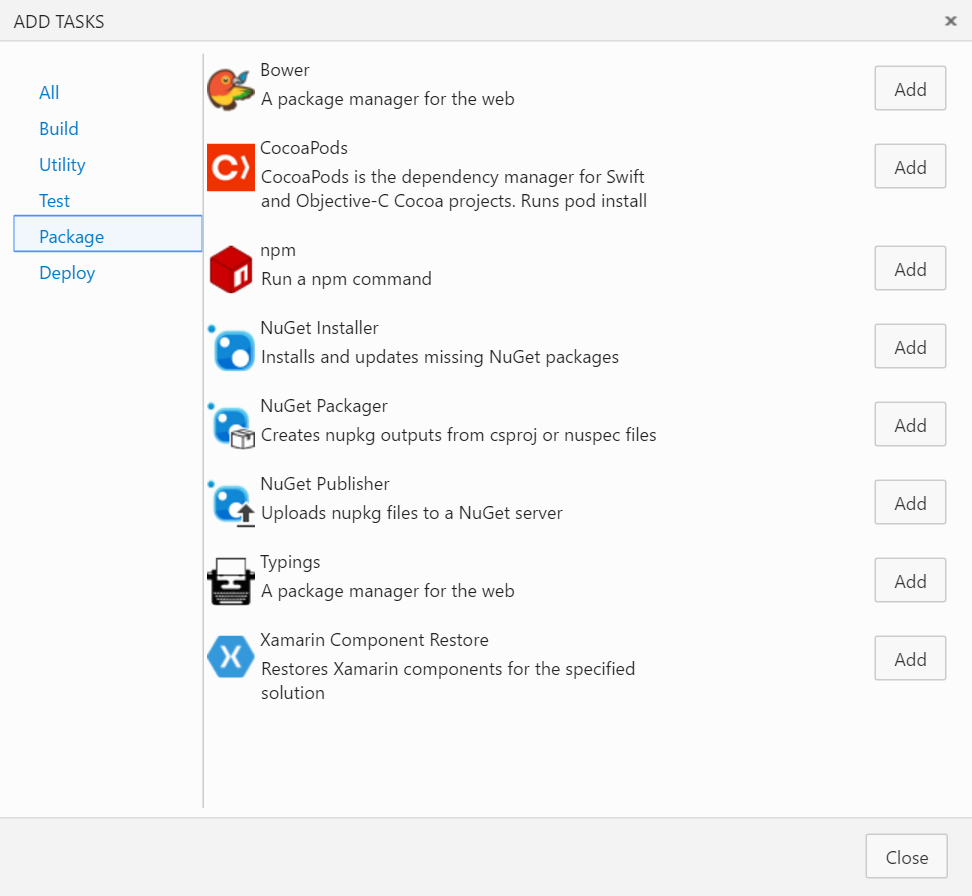 ADD TASKS
All
Build
Utility
Test
Package
Deploy
Bower
A package manager for the web
Add
CocoaPods
CocoaPods is the dependency manager for Swift
and Objective-C Cocoa projects. Runs pod install
Add
npm
Run a npm command
Add
NuGet Installer
Installs and updates missing NuGet packages
Add
NuGet Packager
Creates nupkg outputs from csproj or nuspec files
Add
NuGet Publisher
Uploads nupkg files to a NuGet server
Add
Typings
A package manager for the web
Add
Xamarin Component Restore
Restores Xamarin components for the specified
solution
Add
Close